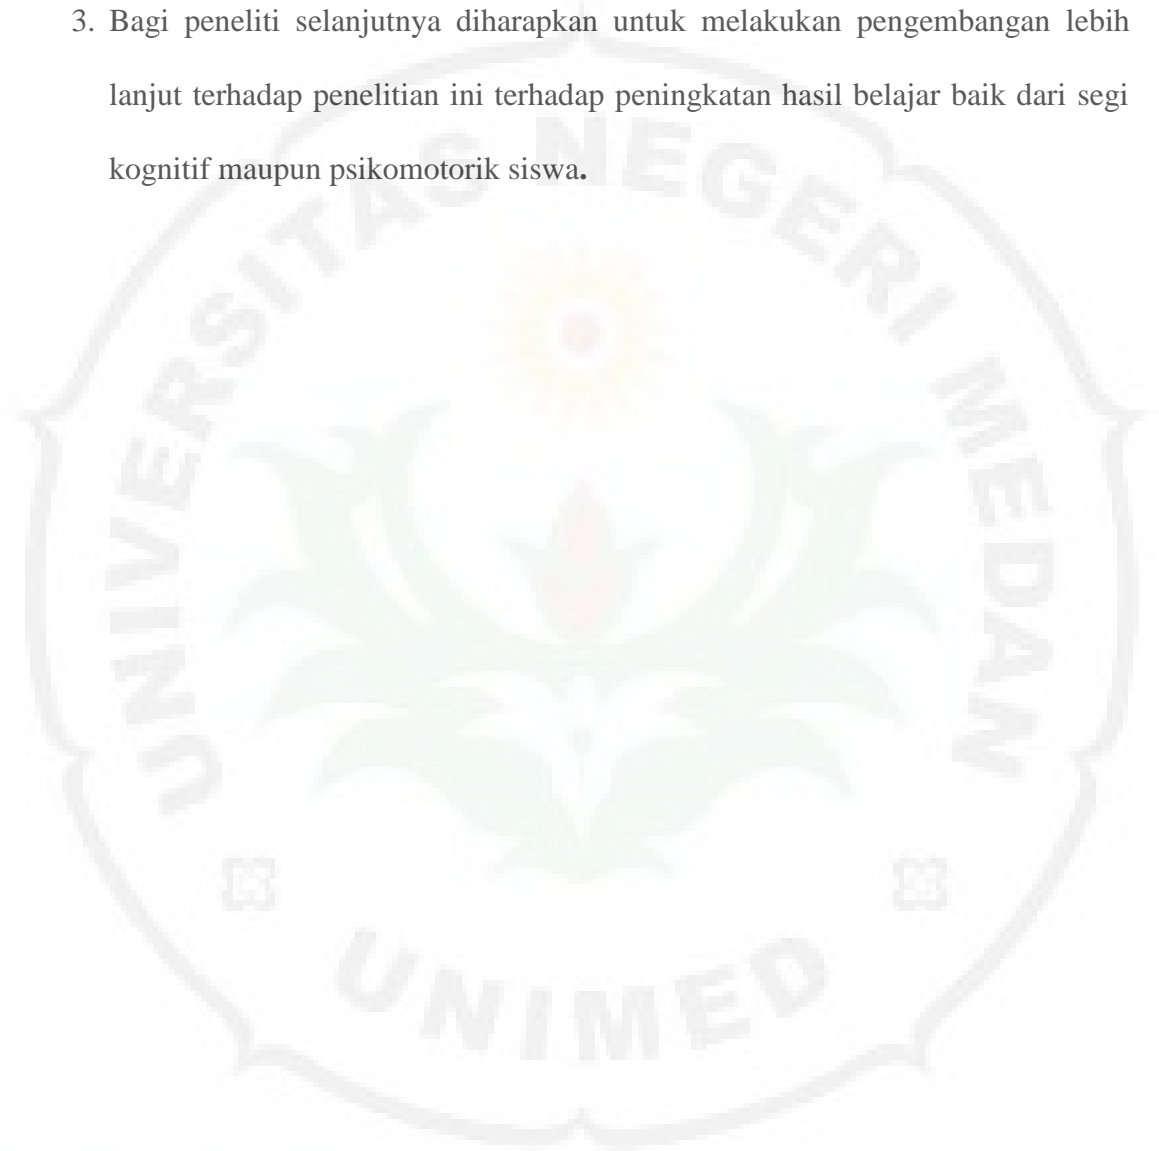 3. Bagi peneliti selanjutnya diharapkan untuk melakukan pengembangan lebih
lanjut terhadap penelitian ini terhadap peningkatan hasil belajar baik dari segi
kognitif maupun psikomotorik siswa.
UNIVERSITAS NEGERI MEDAN
UNIMED